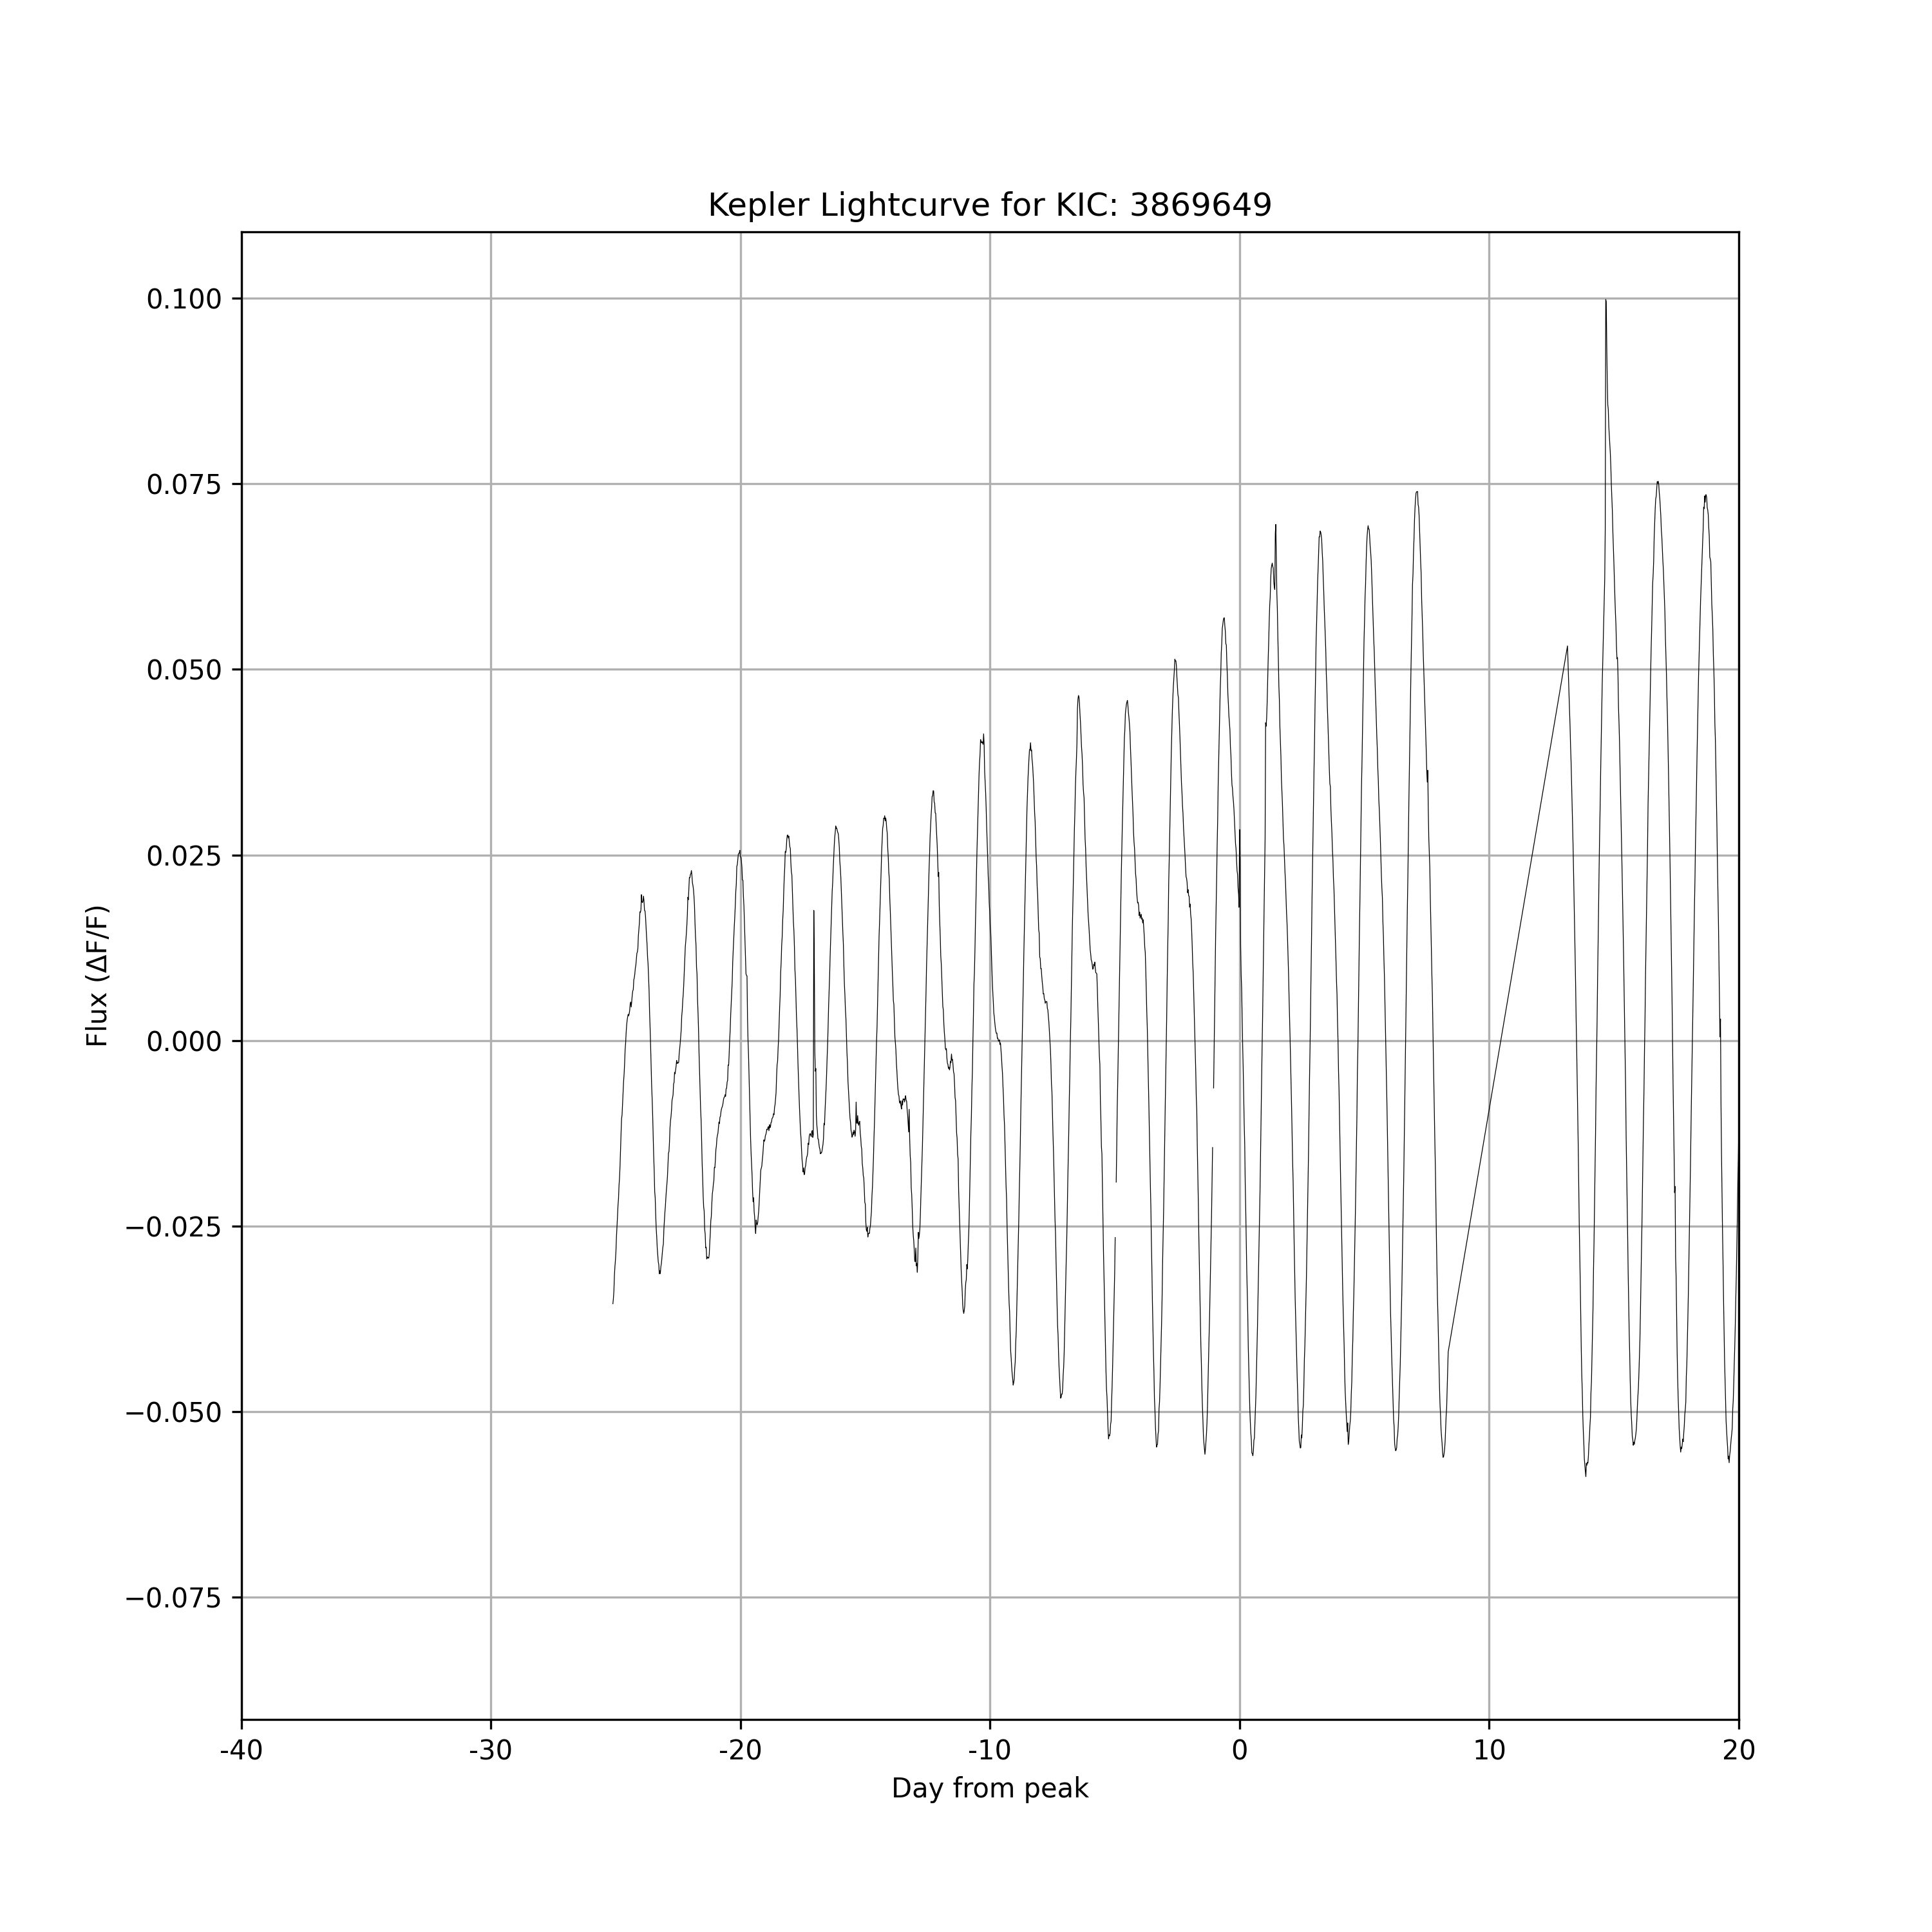 Kepler Lightcurve for KIC: 3869649
0.100
0.075
0.050
0.025
0.000
−0.025
−0.050
−0.075
Flux (ΔF/F)
-40 -30 -20 -10 0 10 20
Day from peak